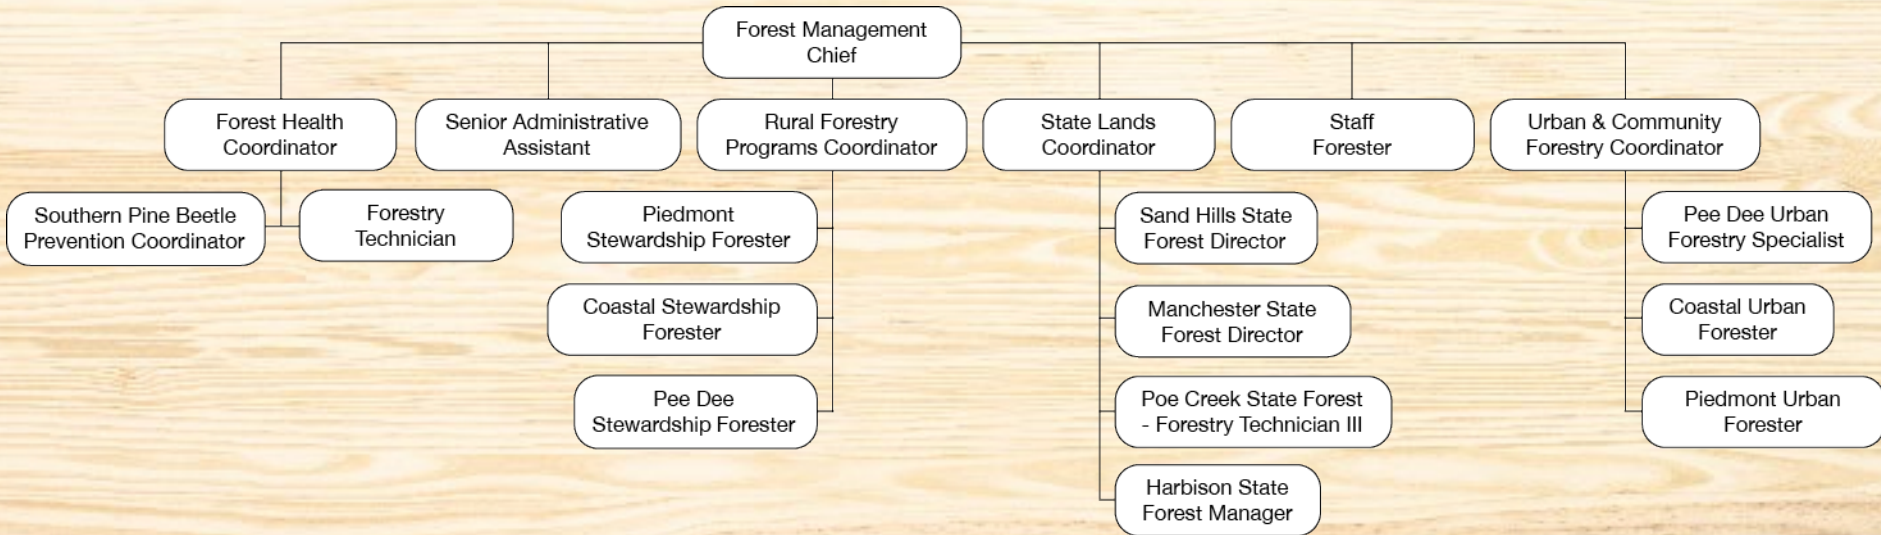 Forest Management
Chief
Forest Health
Coordinator
Senior Administrative
Assistant
Rural Forestry
Programs Coordinator
State Lands
Coordinator
Staff
Forester
Urban & Community
Forestry Coordinator
Southern Pine Beetle
Prevention Coordinator
Forestry
Technician
Piedmont
Stewardship Forester
Coastal Stewardship
Forester
Pee Dee
Stewardship Forester
Sand Hills State
Forest Director
Manchester State
Forest Director
Poe Creek State Forest
- Forestry Technician III
Harbison State
Forest Manager
Pee Dee Urban
Forestry Specialist
Coastal Urban
Forester
Piedmont Urban
Forester